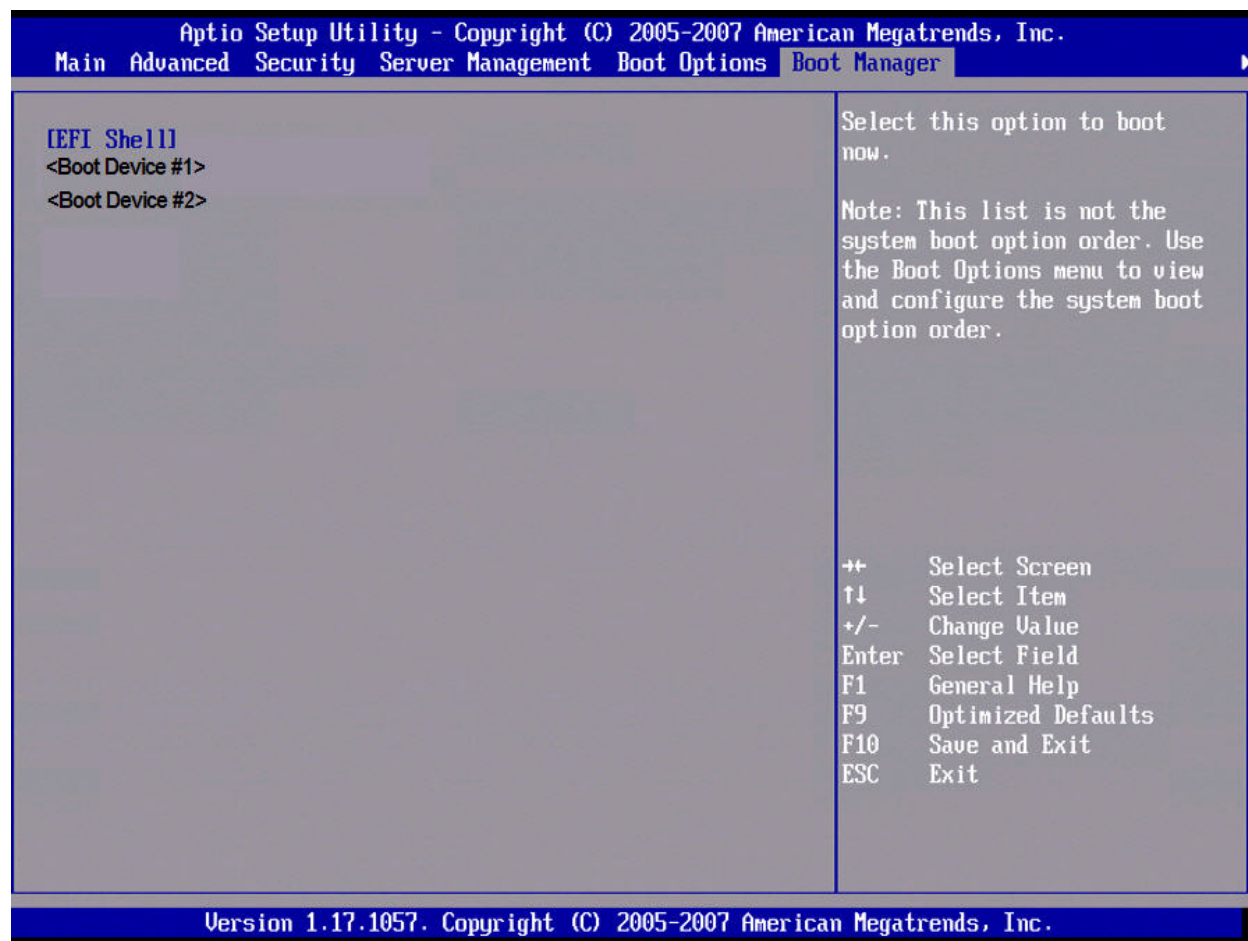 Aptio Setup Utility - Copyright (C) 2005-2007 American Megatrends, Inc.
Main Advanced Security Server Management Boot Options Boot Manager
[EFI Shell]
<Boot Device #1>
<Boot Device #2>
Select this option to boot
now.
Note: This list is not the
system boot option order. Use
the Boot Options menu to view
and configure the system boot
option order.
→← Select Screen
↑↓ Select Item
+/- Change Value
Enter Select Field
F1 General Help
F9 Optimized Defaults
F10 Save and Exit
ESC Exit
Version 1.17.1057. Copyright (C) 2005-2007 American Megatrends, Inc.